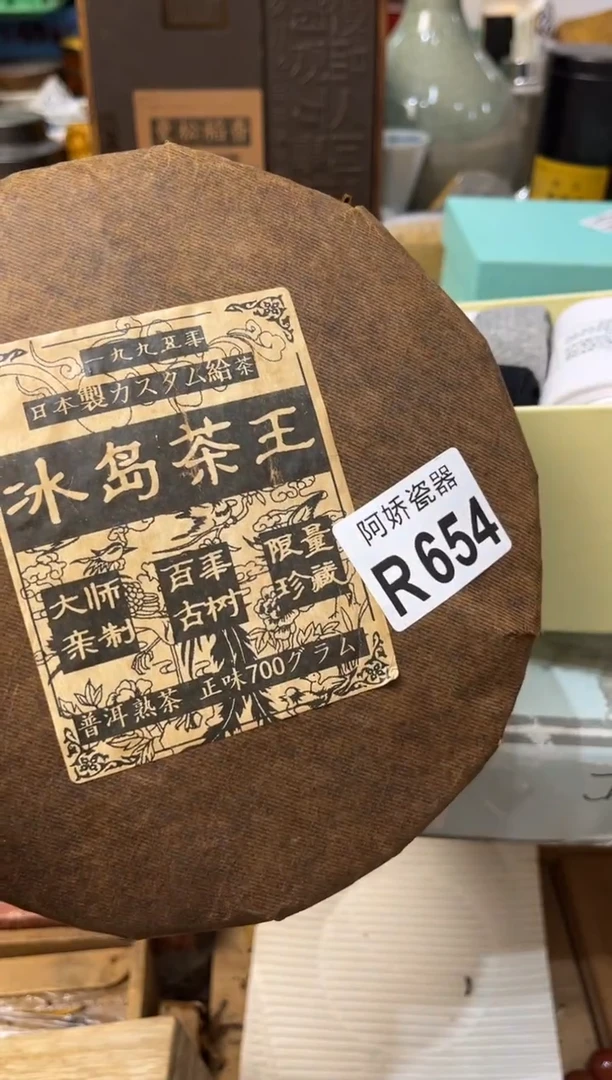 一九九五年
日本製カスタム給茶
冰岛茶王
大师
亲制
百年
古树
限量
珍藏
普洱熟茶 正味700グラム
阿娇瓷器
R654